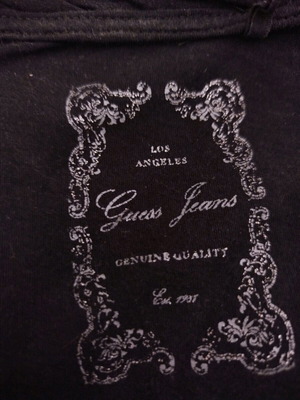 LOS
ANGELES
Guess Jeans
GENUINE QUALITY
Est. 1981